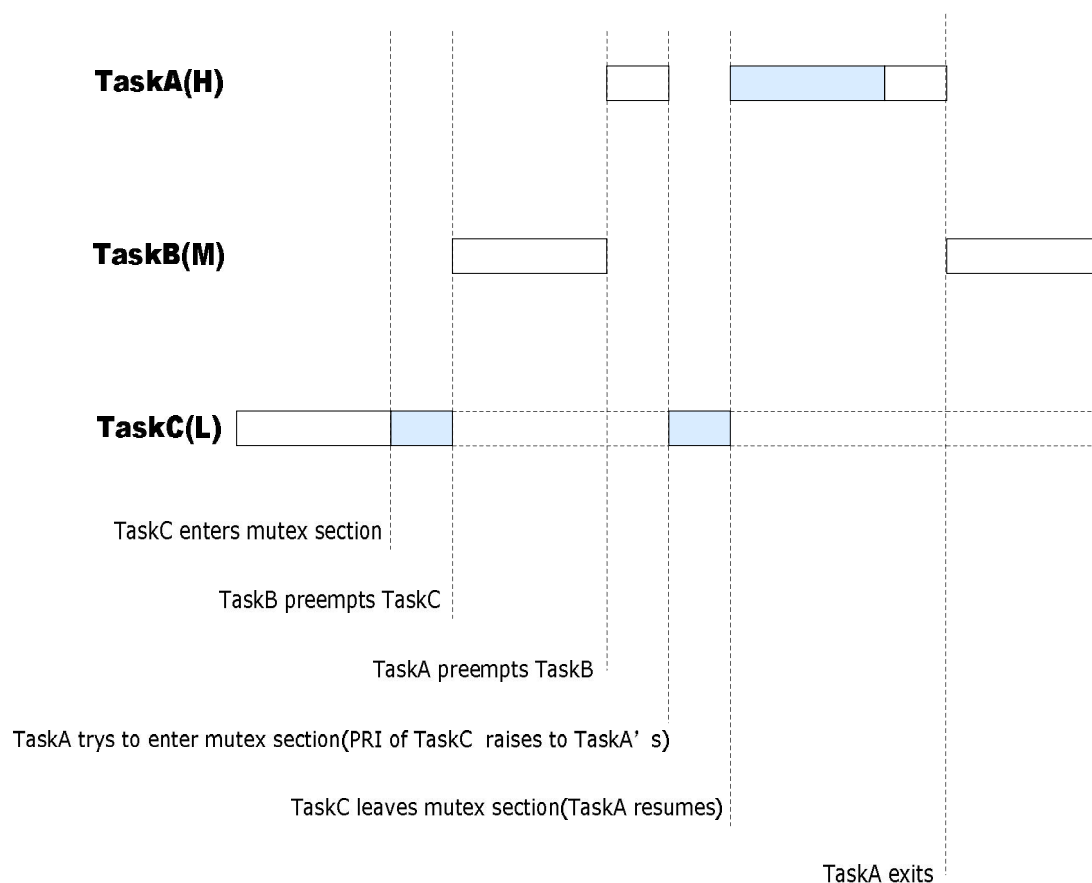 TaskA(H)
TaskB(M)
TaskC(L)
TaskC enters mutex section
TaskB preempts TaskC
TaskA preempts TaskB
TaskA trys to enter mutex section(PRI of TaskC raises to TaskA’ s)
TaskC leaves mutex section(TaskA resumes)
TaskA exits